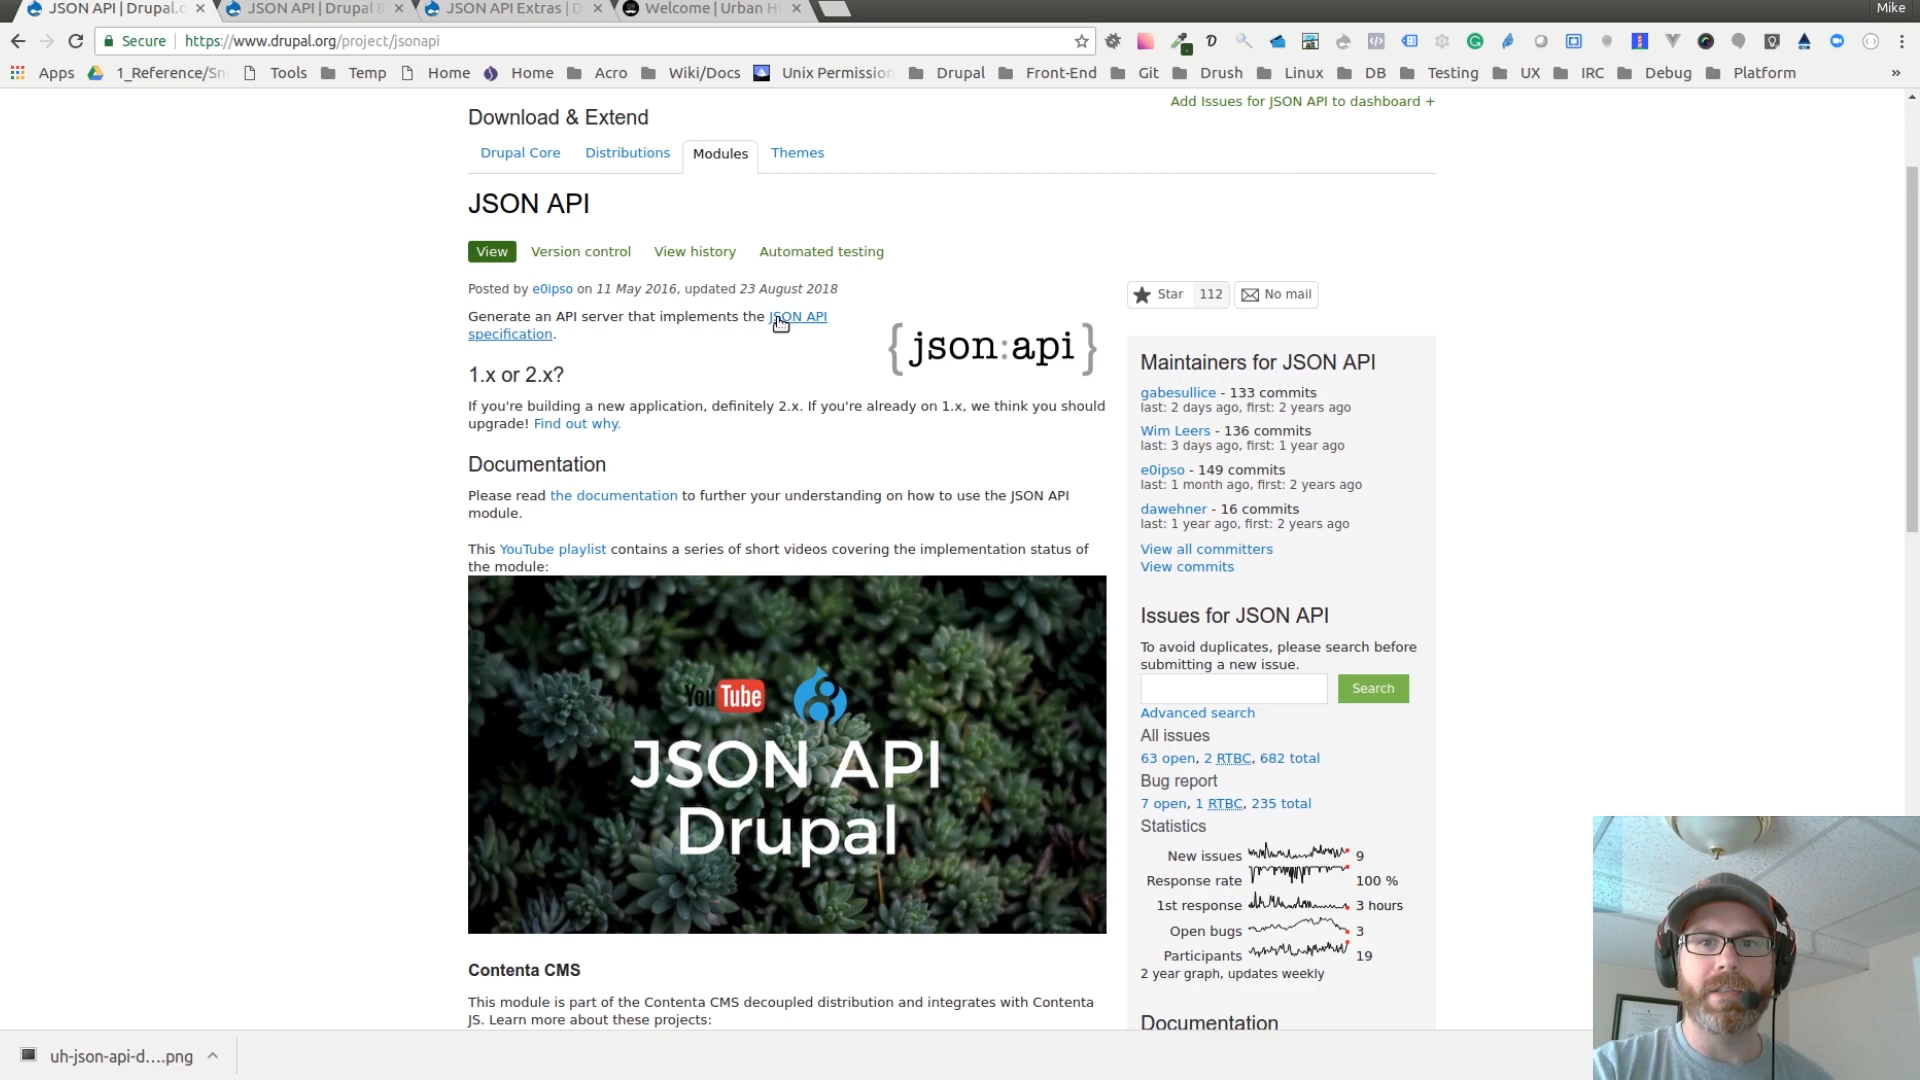 JSON API | Drupal.o
JSON API | Drupal 8
JSON API Extras | D
Welcome | Urban Hi
Mike
Secure
https://www.drupal.org/project/jsonapi
Apps
1_Reference/Sn
Tools
Temp
Home
Home
Acro
Wiki/Docs
Unix Permission
Drupal
Front-End
Git
Drush
Linux
DB
Testing
UX
IRC
Debug
Platform
»
Add Issues for JSON API to dashboard +
Download & Extend
Drupal Core
Distributions
Modules
Themes
JSON API
View
Version control
View history
Automated testing
Posted by e0ipso on 11 May 2016, updated 23 August 2018
Generate an API server that implements the JSON API
specification.
{json:api}
1.x or 2.x?
If you're building a new application, definitely 2.x. If you're already on 1.x, we think you should
upgrade! Find out why.
Documentation
Please read the documentation to further your understanding on how to use the JSON API
module.
This YouTube playlist contains a series of short videos covering the implementation status of
the module:
YouTube
JSON API
Drupal
Contenta CMS
This module is part of the Contenta CMS decoupled distribution and integrates with Contenta
JS. Learn more about these projects:
Star 112
No mail
Maintainers for JSON API
gabesullice - 133 commits
last: 2 days ago, first: 2 years ago
Wim Leers - 136 commits
last: 3 days ago, first: 1 year ago
e0ipso - 149 commits
last: 1 month ago, first: 2 years ago
dawehner - 16 commits
last: 1 year ago, first: 2 years ago
View all committers
View commits
Issues for JSON API
To avoid duplicates, please search before
submitting a new issue.
Search
Advanced search
All issues
63 open, 2 RTBC, 682 total
Bug report
7 open, 1 RTBC, 235 total
Statistics
New issues 9
Response rate 100 %
1st response 3 hours
Open bugs 3
Participants 19
2 year graph, updates weekly
Documentation
uh-json-api-d....png